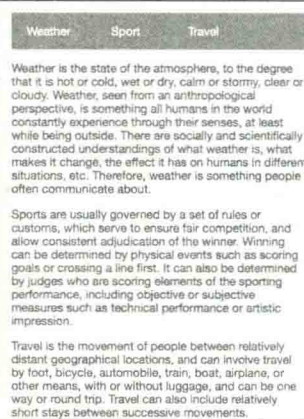 Weather Sport Travel
Weather is the state of the atmosphere, to the degree
that it is hot or cold, wet or dry, calm or stormy, clear or
cloudy. Weather, seen from an anthropological
perspective, is something all humans in the world
constantly experience through their senses, at least
while being outside. There are socially and scientifically
constructed understandings of what weather is, what
makes it change, the effect it has on humans in different
situations, etc. Therefore, weather is something people
often communicate about.
Sports are usually governed by a set of rules or
customs, which serve to ensure fair competition, and
allow consistent adjudication of the winner. Winning
can be determined by physical events such as scoring
goals or crossing a line first. It can also be determined
by judges who are scoring elements of the sporting
performance, including objective or subjective
measures such as technical performance or artistic
impression.
Travel is the movement of people between relatively
distant geographical locations, and can involve travel
by foot, bicycle, automobile, train, boat, airplane, or
other means, with or without luggage, and can be one
way or round trip. Travel can also include relatively
short stays between successive movements.